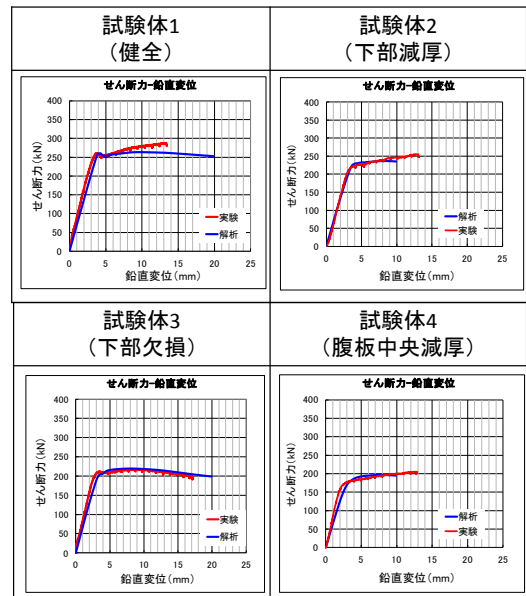 試験体1
(健全)
試験体2
(下部減厚)
せん断力-鉛直変位
400
350
300
250
200
150
100
50
0
せん断力(kN)
実験
解析
0 5 10 15 20 25
鉛直変位(mm)
せん断力-鉛直変位
400
350
300
250
200
150
100
50
0
せん断力(kN)
解析
実験
0 5 10 15 20 25
鉛直変位(mm)
試験体3
(下部欠損)
試験体4
(腹板中央減厚)
せん断力-鉛直変位
400
350
300
250
200
150
100
50
0
せん断力(kN)
実験
解析
0 5 10 15 20 25
鉛直変位(mm)
せん断力-鉛直変位
400
350
300
250
200
150
100
50
0
せん断力(kN)
解析
実験
0 5 10 15 20 25
鉛直変位(mm)